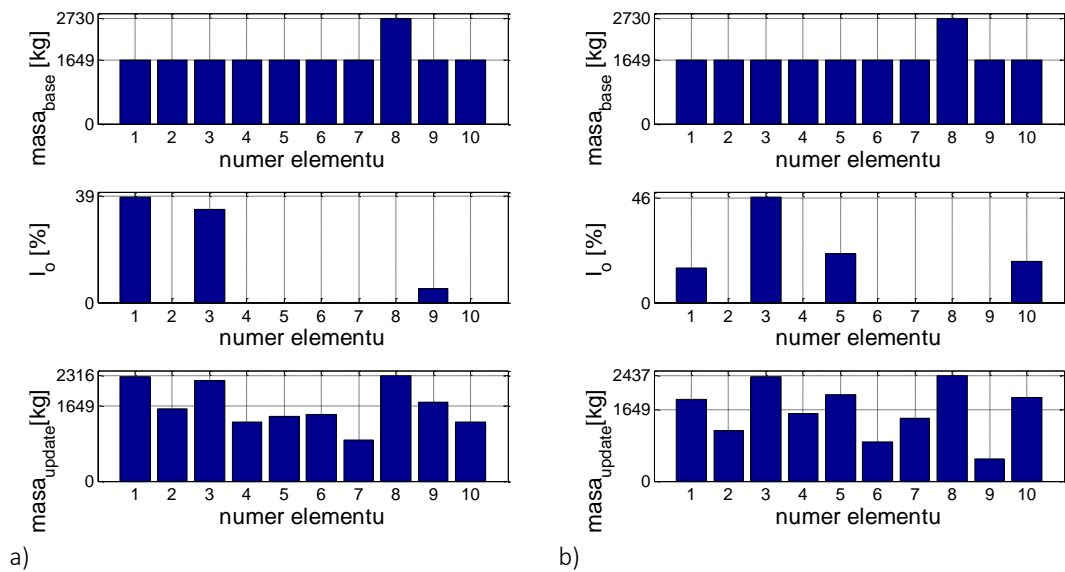 2730
1649
0
masa_base [kg]
1 2 3 4 5 6 7 8 9 10
numer elementu
39
0
I_o [%]
1 2 3 4 5 6 7 8 9 10
numer elementu
2316
1649
0
masa_update [kg]
1 2 3 4 5 6 7 8 9 10
numer elementu
a)
2730
1649
0
masa_base [kg]
1 2 3 4 5 6 7 8 9 10
numer elementu
46
0
I_o [%]
1 2 3 4 5 6 7 8 9 10
numer elementu
2437
1649
0
masa_update [kg]
1 2 3 4 5 6 7 8 9 10
numer elementu
b)